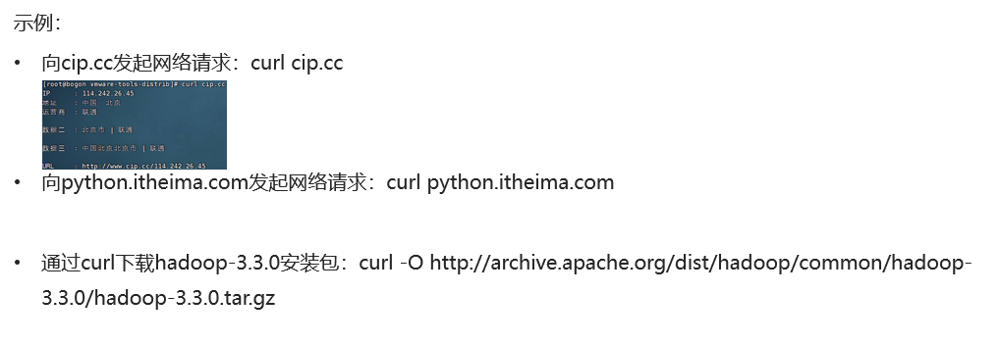 示例：
• 向cip.cc发起网络请求：curl cip.cc
[root@bogon vmware-tools-distrib]# curl cip.cc
IP : 114.242.26.45
地址 : 中国 北京
运营商 : 联通
数据二 : 北京市 | 联通
数据三 : 中国北京北京市 | 联通
URL : http://www.cip.cc/114.242.26.45
• 向python.itheima.com发起网络请求：curl python.itheima.com
• 通过curl下载hadoop-3.3.0安装包：curl -O http://archive.apache.org/dist/hadoop/common/hadoop-
3.3.0/hadoop-3.3.0.tar.gz